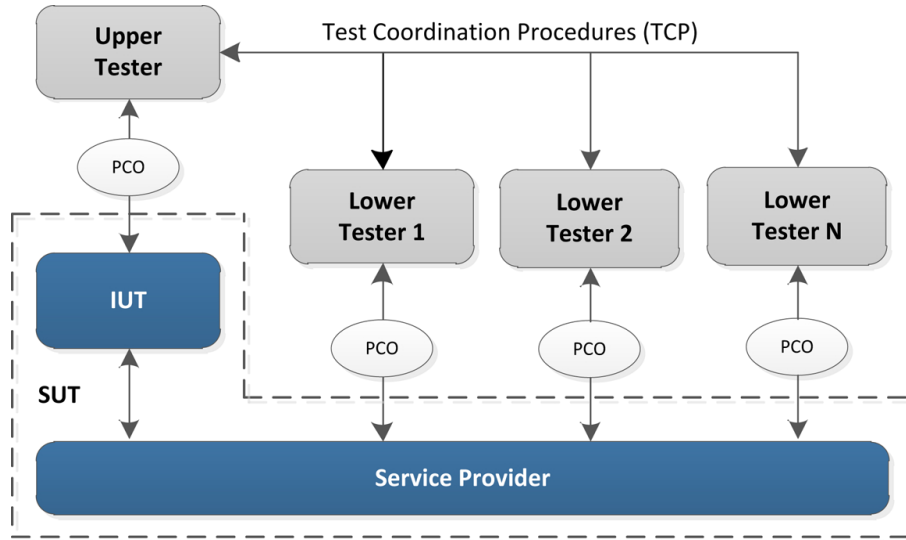 Upper
Tester
Test Coordination Procedures (TCP)
PCO
Lower
Tester 1
Lower
Tester 2
Lower
Tester N
IUT
PCO
PCO
PCO
SUT
Service Provider